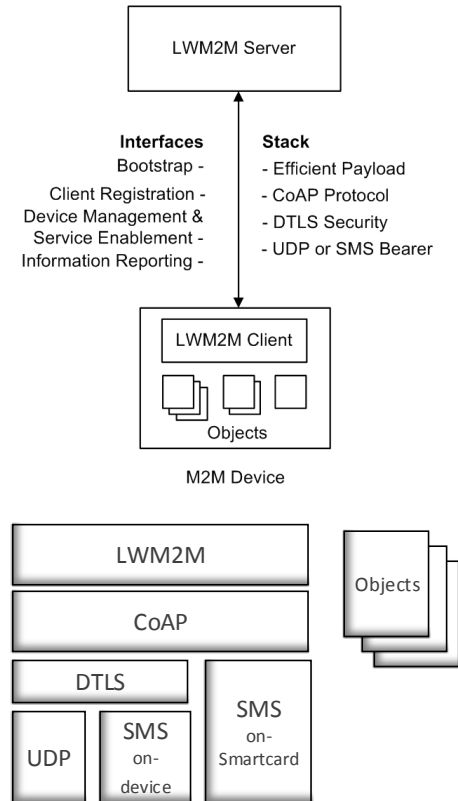 LWM2M Server
Interfaces
Bootstrap -
Client Registration -
Device Management &
Service Enablement -
Information Reporting -
Stack
- Efficient Payload
- CoAP Protocol
- DTLS Security
- UDP or SMS Bearer
LWM2M Client
Objects
M2M Device
LWM2M
CoAP
DTLS
UDP
SMS
on-
device
SMS
on-
Smartcard
Objects